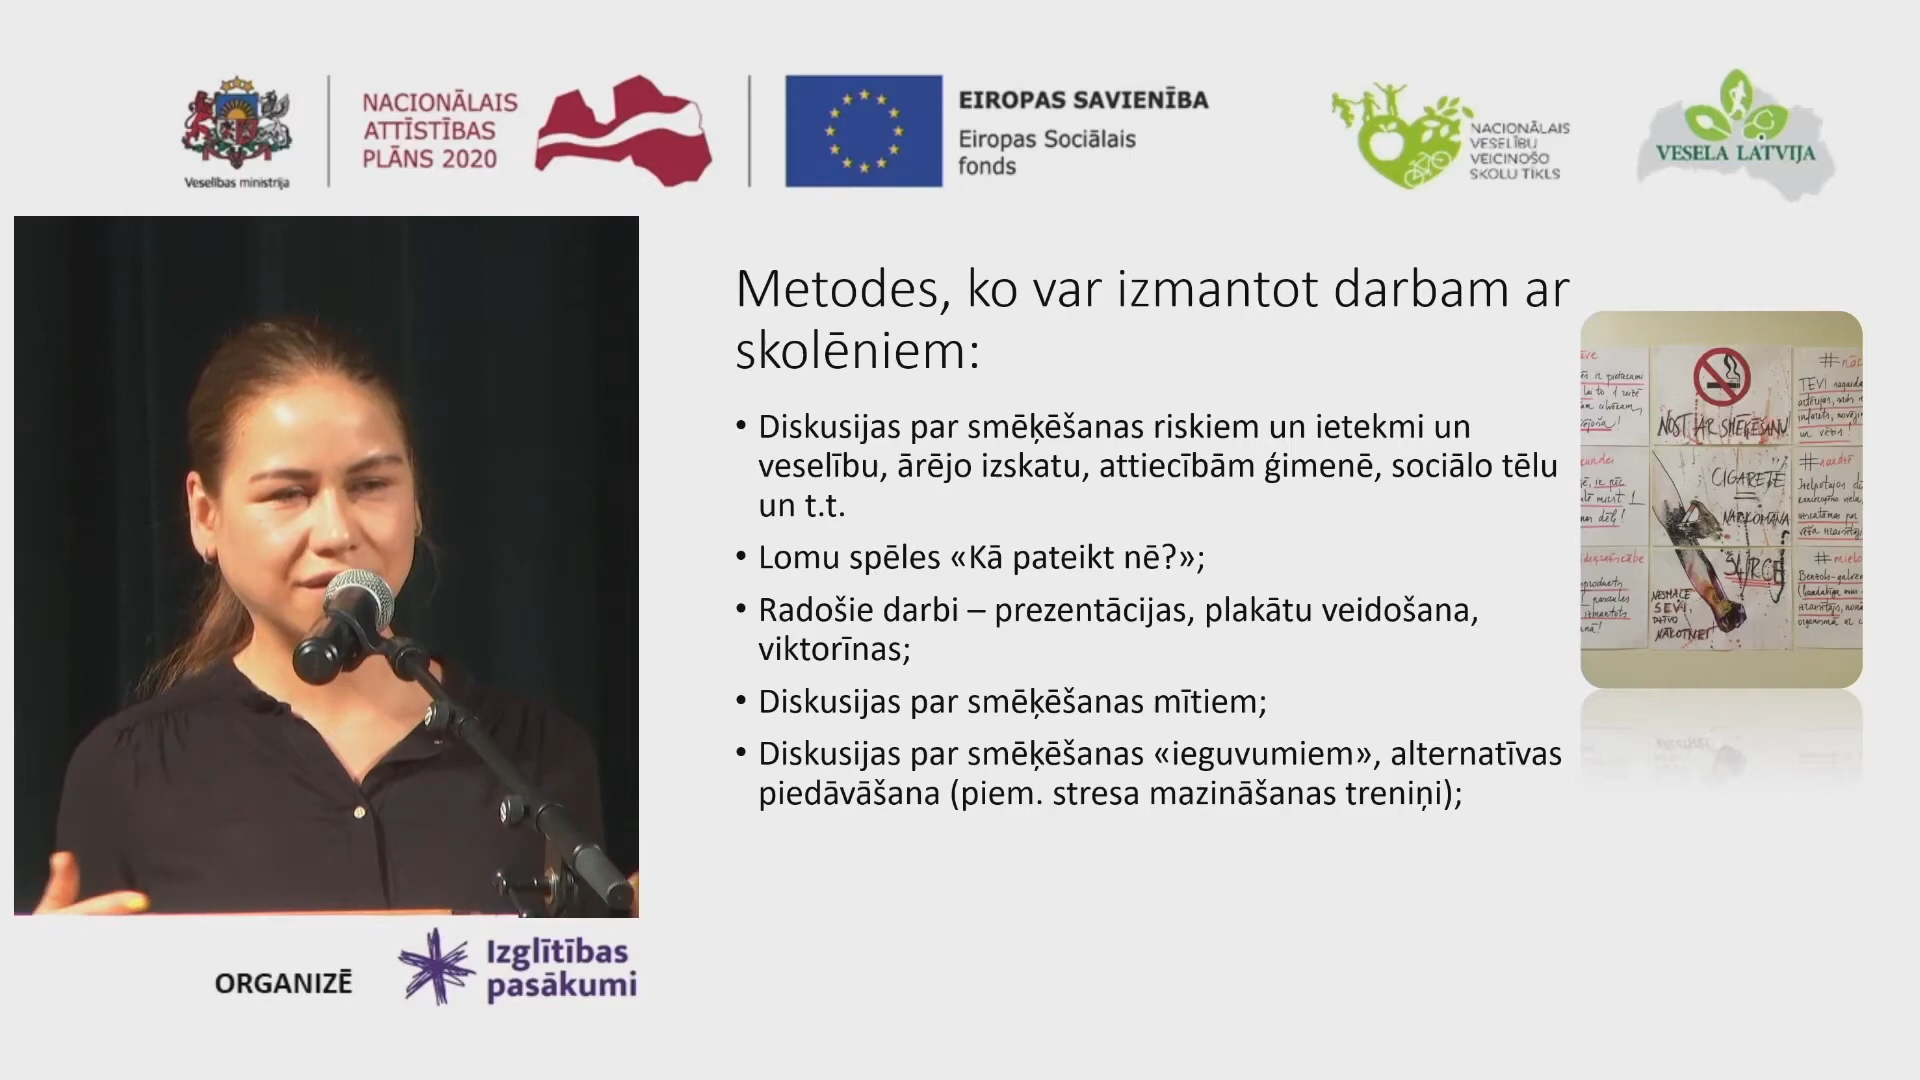 Veselības ministrija
NACIONĀLAIS
ATTĪSTĪBAS
PLĀNS 2020
EIROPAS SAVIENĪBA
Eiropas Sociālais
fonds
NACIONĀLAIS
VESELĪBU
VEICINOŠO
SKOLU TĪKLS
VESELA LATVIJA
Metodes, ko var izmantot darbam ar
skolēniem:
• Diskusijas par smēķēšanas riskiem un ietekmi un
veselību, ārējo izskatu, attiecībām ģimenē, sociālo tēlu
un t.t.
• Lomu spēles «Kā pateikt nē?»;
• Radošie darbi – prezentācijas, plakātu veidošana,
viktorīnas;
• Diskusijas par smēķēšanas mītiem;
• Diskusijas par smēķēšanas «ieguvumiem», alternatīvas
piedāvāšana (piem. stresa mazināšanas treniņi);
NOST AR SMĒĶĒŠANU
CIGARETE
NARKOMĀNA
ŠĻIRCE
NESMĀĶĒ
SEVI,
SAVU
NĀKOTNEI
ORGANIZĒ
Izglītības
pasākumi